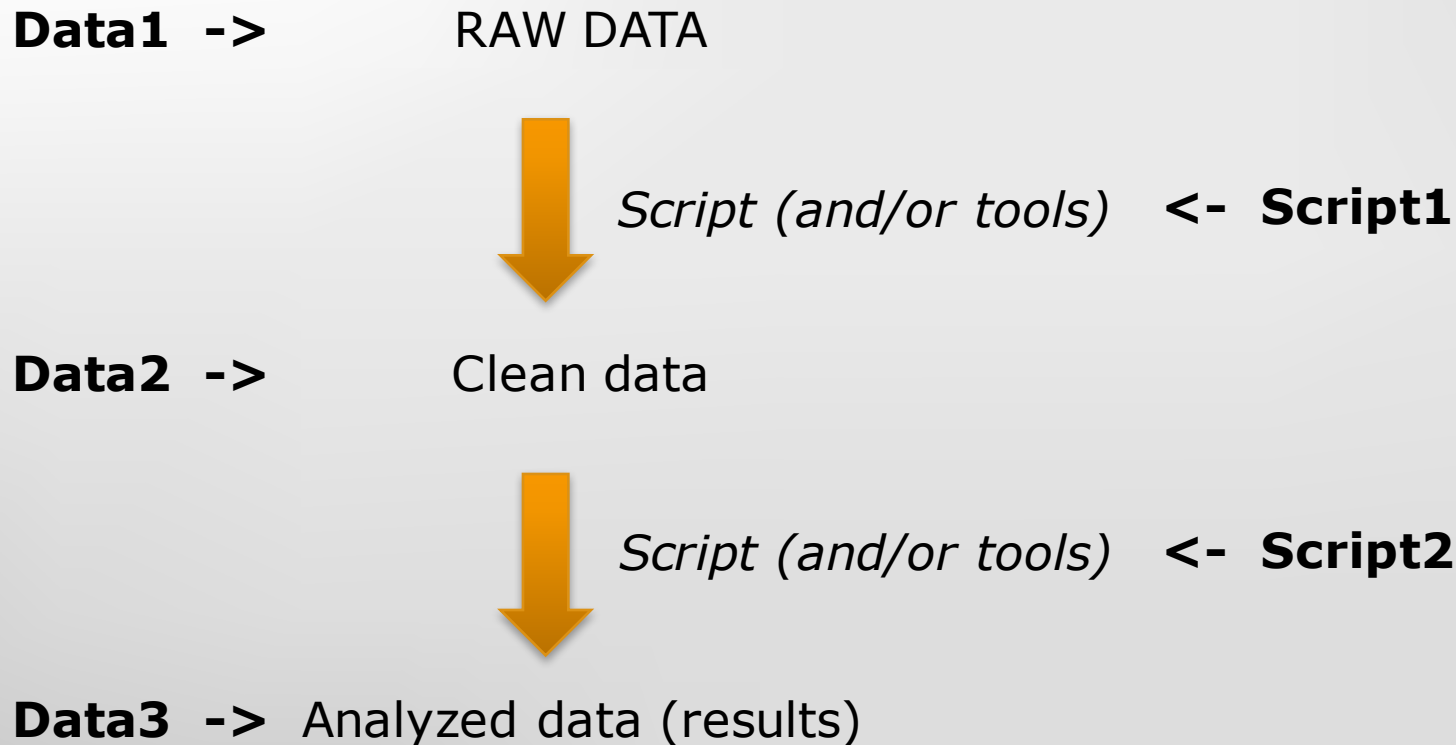 Data1 -> RAW DATA
Script (and/or tools) <- Script1
Data2 -> Clean data
Script (and/or tools) <- Script2
Data3 -> Analyzed data (results)